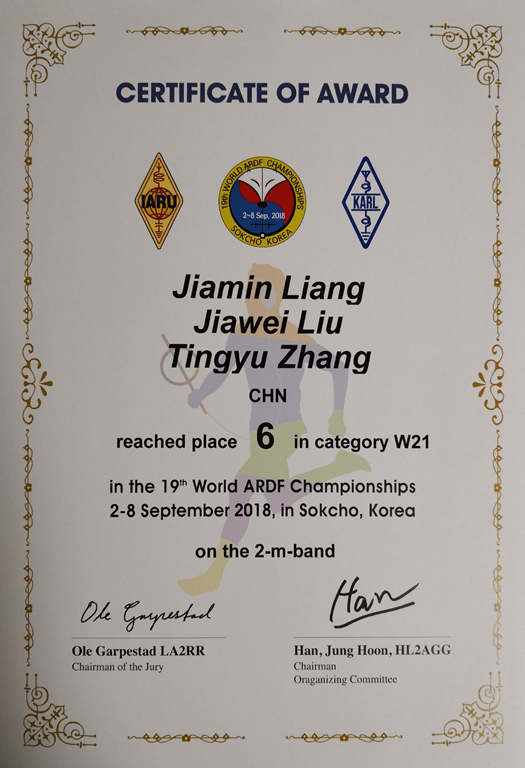 CERTIFICATE OF AWARD
IARU
19th WORLD ARDF CHAMPIONSHIPS
2~8 Sep, 2018
SOKCHO KOREA
KARL
Jiamin Liang
Jiawei Liu
Tingyu Zhang
CHN
reached place 6 in category W21
in the 19th World ARDF Championships
2-8 September 2018, in Sokcho, Korea
on the 2-m-band
Ole Garpestad
Han
Ole Garpestad LA2RR
Chairman of the Jury
Han, Jung Hoon, HL2AGG
Chairman
Oraganizing Committee